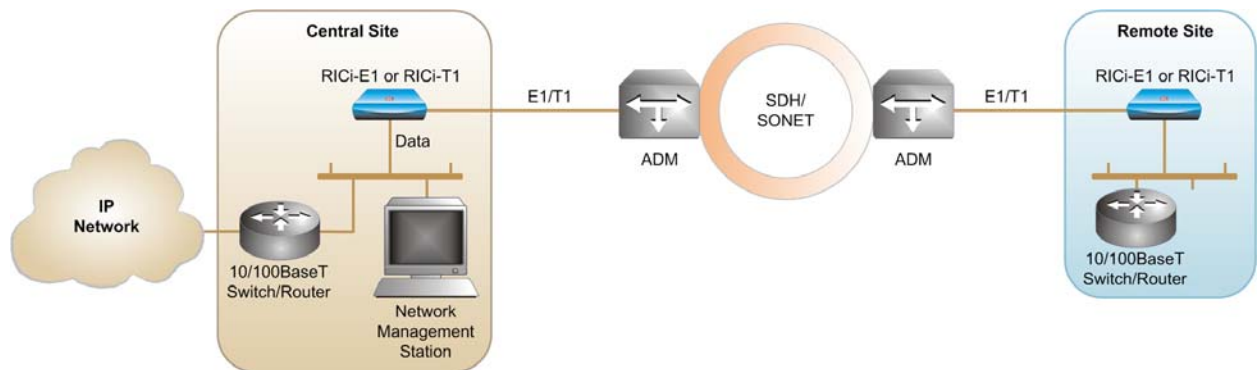 Central Site
RICi-E1 or RICi-T1
Data
IP
Network
10/100BaseT
Switch/Router
Network
Management
Station
E1/T1
ADM
SDH/
SONET
ADM
E1/T1
Remote Site
RICi-E1 or RICi-T1
10/100BaseT
Switch/Router